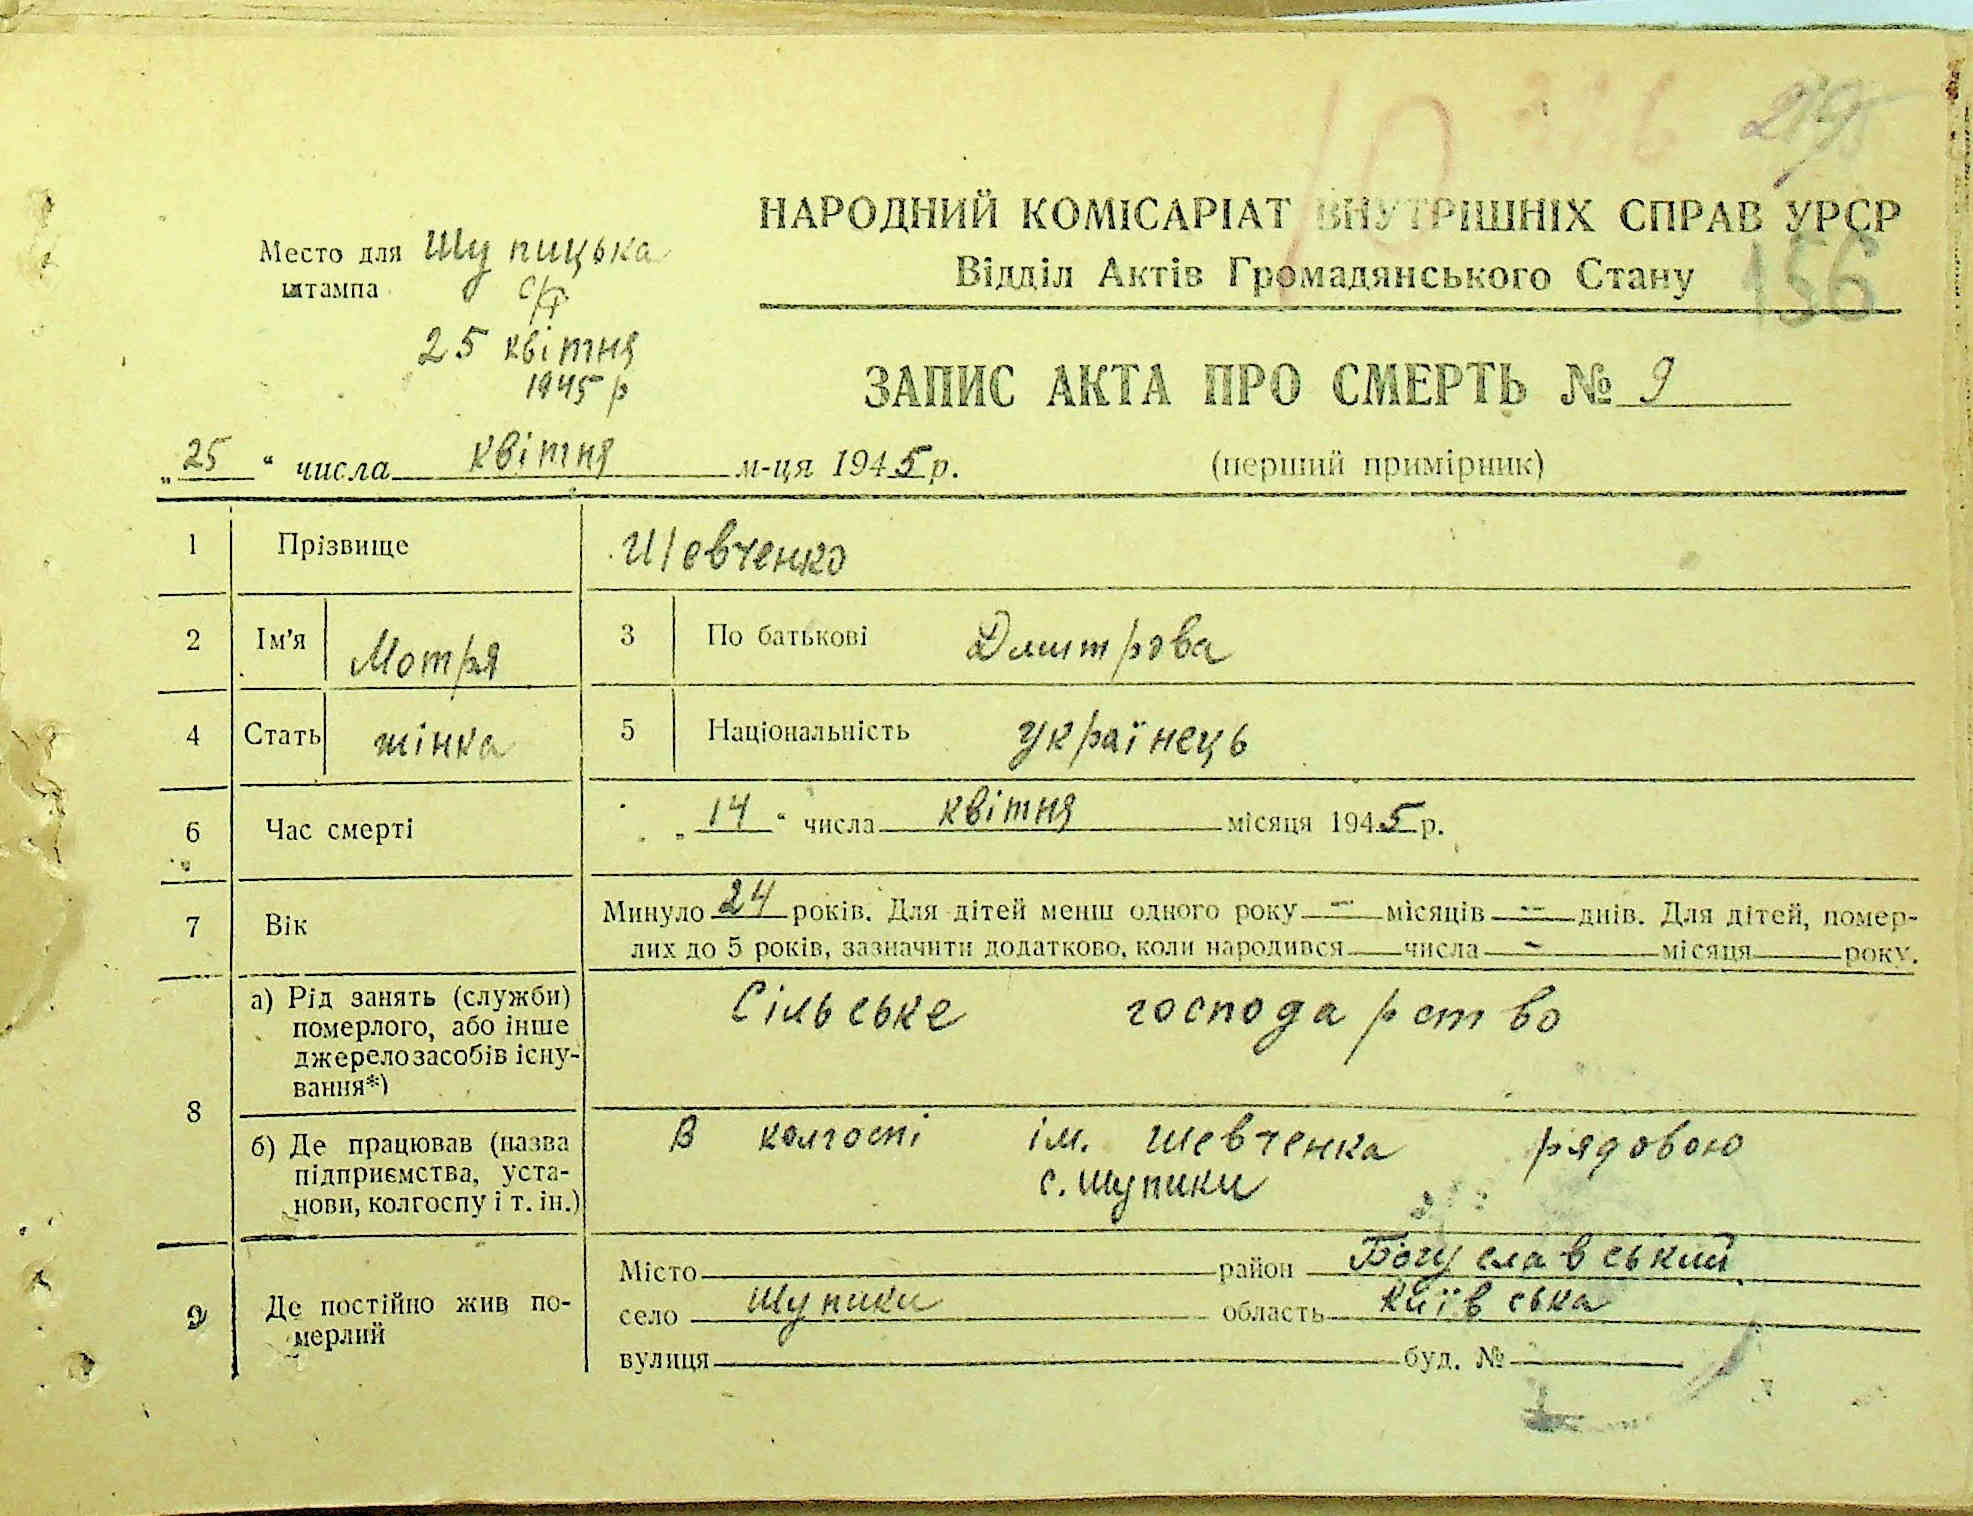 219
156
НАРОДНИЙ КОМІСАРІАТ ВНУТРІШНІХ СПРАВ УРСР
Відділ Актів Громадянського Стану
Место для штампа
Шупицька
с/р
25 квітня
1945 р
ЗАПИС АКТА ПРО СМЕРТЬ № 9
„25“ числа квітня м-ця 1945 р.
(перший примірник)
1 Прізвище Шевченко
2 Ім'я Мотря 3 По батькові Дмитрова
4 Стать жінка 5 Національність українець
6 Час смерті „14“ числа квітня місяця 1945 р.
7 Вік Минуло 24 років. Для дітей менш одного року — місяців — днів. Для дітей, помер-
лих до 5 років, зазначити додатково, коли народився числа — місяця року.
8 а) Рід занять (служби)
померлого, або інше
джерело засобів існу-
вання*)
Сільське господарство
б) Де працював (назва
підприємства, уста-
нови, колгоспу і т. ін.)
В колгоспі ім. Шевченка рядовою
с. Шупики
9 Де постійно жив по-
мерлий
Місто район Богуславський
село Шупики область Київська
вулиця буд. №